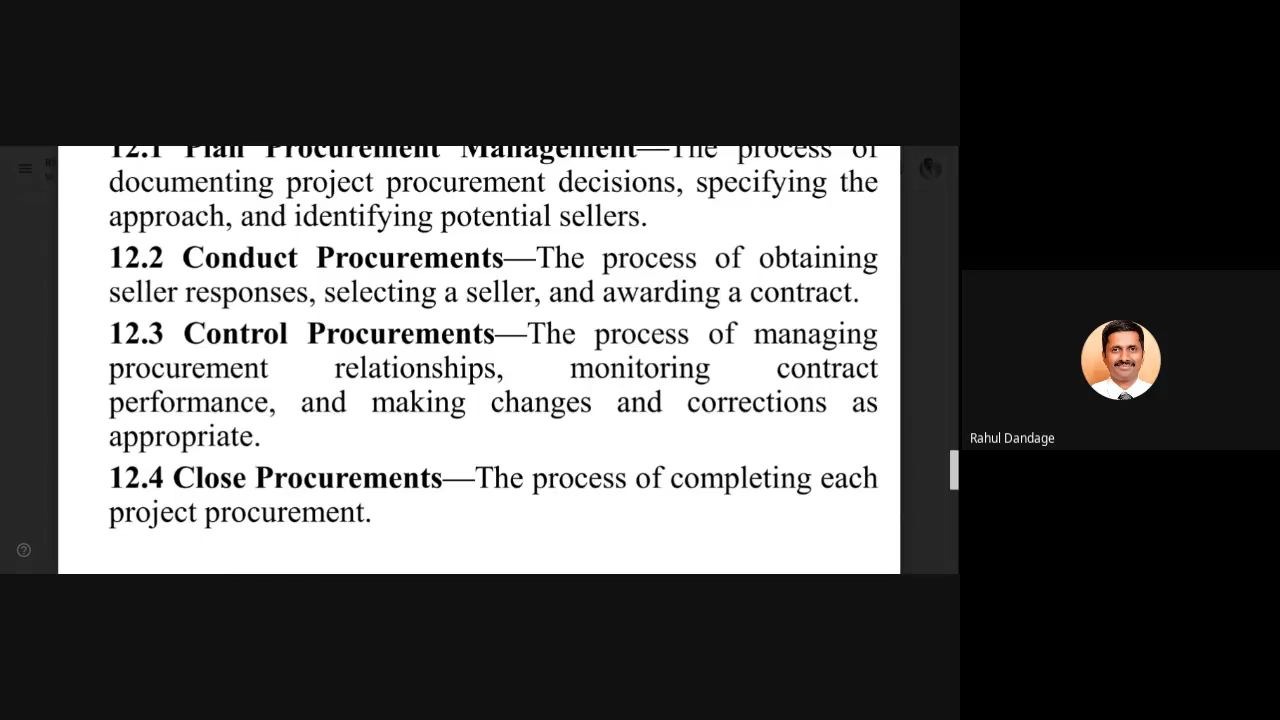 12.1 Plan Procurement Management—The process of
documenting project procurement decisions, specifying the
approach, and identifying potential sellers.
12.2 Conduct Procurements—The process of obtaining
seller responses, selecting a seller, and awarding a contract.
12.3 Control Procurements—The process of managing
procurement relationships, monitoring contract
performance, and making changes and corrections as
appropriate.
12.4 Close Procurements—The process of completing each
project procurement.
Rahul Dandage